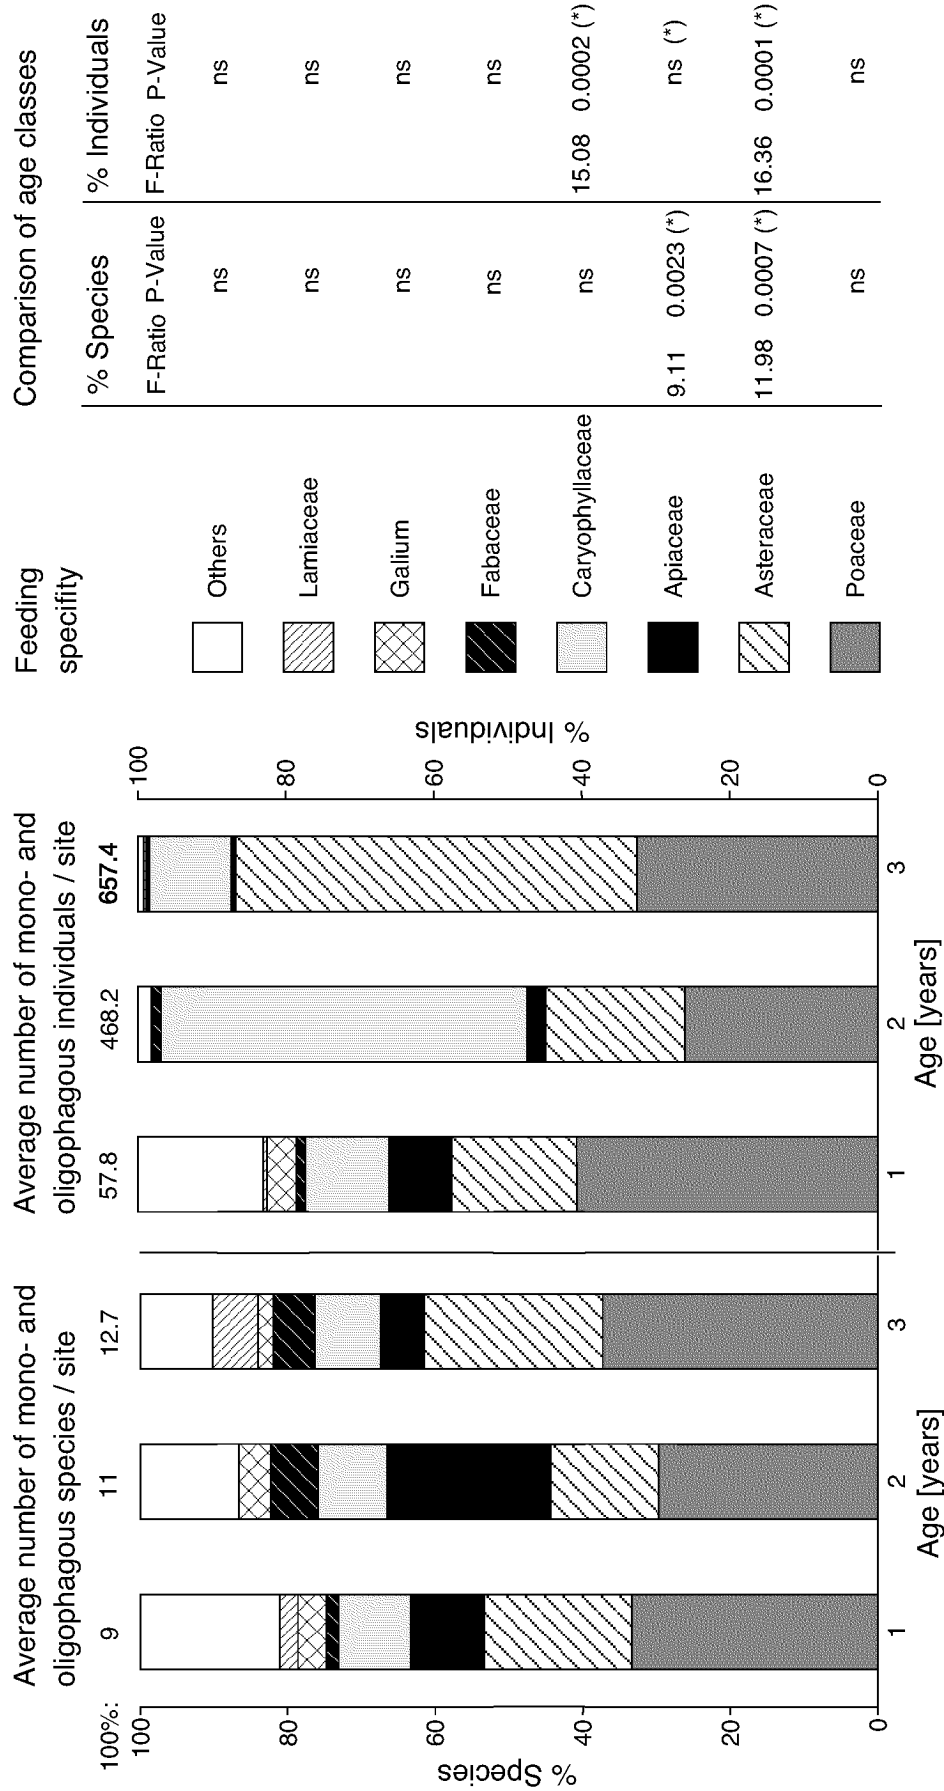 Average number of mono- and
oligophagous species / site
100%: 9 11 12.7
% Species
100
80
60
40
20
0
1 2 3
Age [years]
Average number of mono- and
oligophagous individuals / site
57.8 468.2 657.4
100
80
60
40
20
0
% Individuals
1 2 3
Age [years]
Feeding
specifity
Others
Lamiaceae
Galium
Fabaceae
Caryophyllaceae
Apiaceae
Asteraceae
Poaceae
Comparison of age classes
% Species % Individuals
F-Ratio P-Value F-Ratio P-Value
ns ns
ns ns
ns ns
ns ns
ns 15.08 0.0002 (*)
9.11 0.0023 (*) ns (*)
11.98 0.0007 (*) 16.36 0.0001 (*)
ns ns